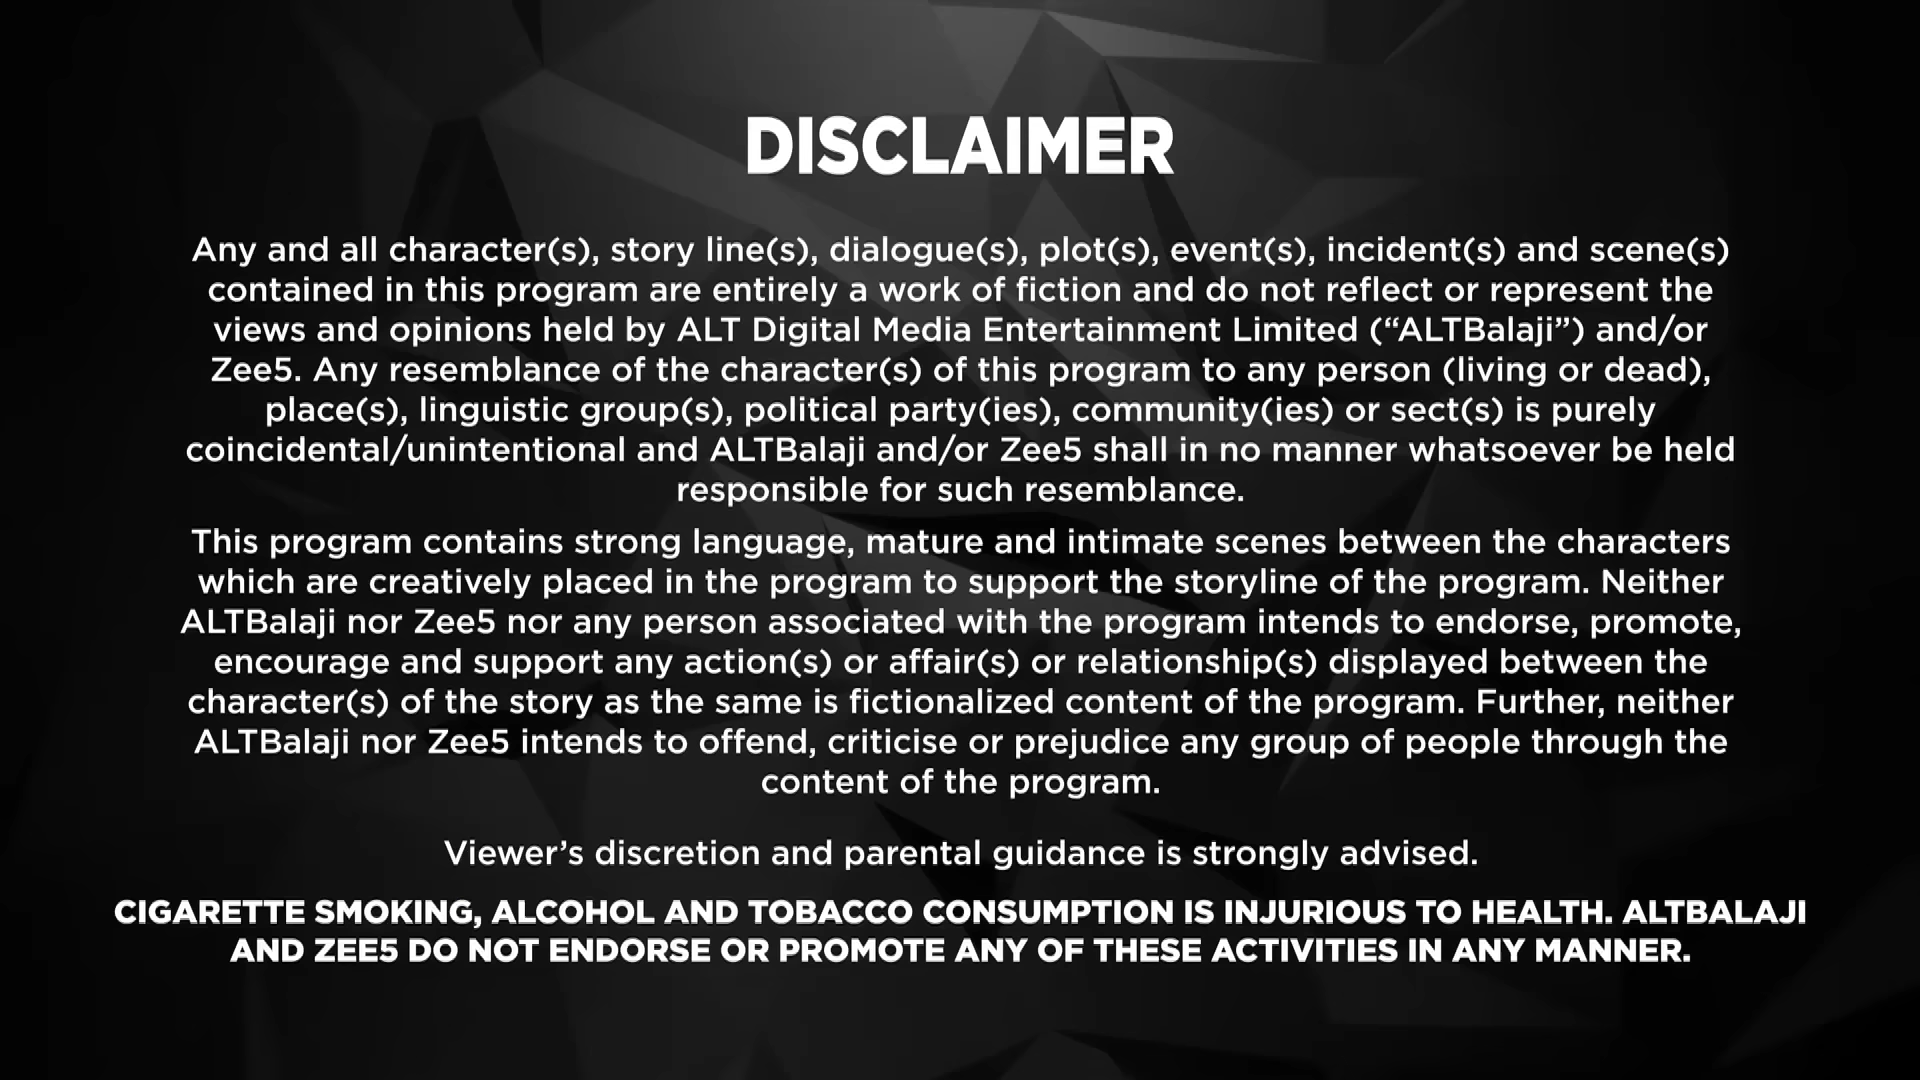 DISCLAIMER
Any and all character(s), story line(s), dialogue(s), plot(s), event(s), incident(s) and scene(s)
contained in this program are entirely a work of fiction and do not reflect or represent the
views and opinions held by ALT Digital Media Entertainment Limited (“ALTBalaji”) and/or
Zee5. Any resemblance of the character(s) of this program to any person (living or dead),
place(s), linguistic group(s), political party(ies), community(ies) or sect(s) is purely
coincidental/unintentional and ALTBalaji and/or Zee5 shall in no manner whatsoever be held
responsible for such resemblance.
This program contains strong language, mature and intimate scenes between the characters
which are creatively placed in the program to support the storyline of the program. Neither
ALTBalaji nor Zee5 nor any person associated with the program intends to endorse, promote,
encourage and support any action(s) or affair(s) or relationship(s) displayed between the
character(s) of the story as the same is fictionalized content of the program. Further, neither
ALTBalaji nor Zee5 intends to offend, criticise or prejudice any group of people through the
content of the program.
Viewer’s discretion and parental guidance is strongly advised.
CIGARETTE SMOKING, ALCOHOL AND TOBACCO CONSUMPTION IS INJURIOUS TO HEALTH. ALTBALAJI
AND ZEE5 DO NOT ENDORSE OR PROMOTE ANY OF THESE ACTIVITIES IN ANY MANNER.